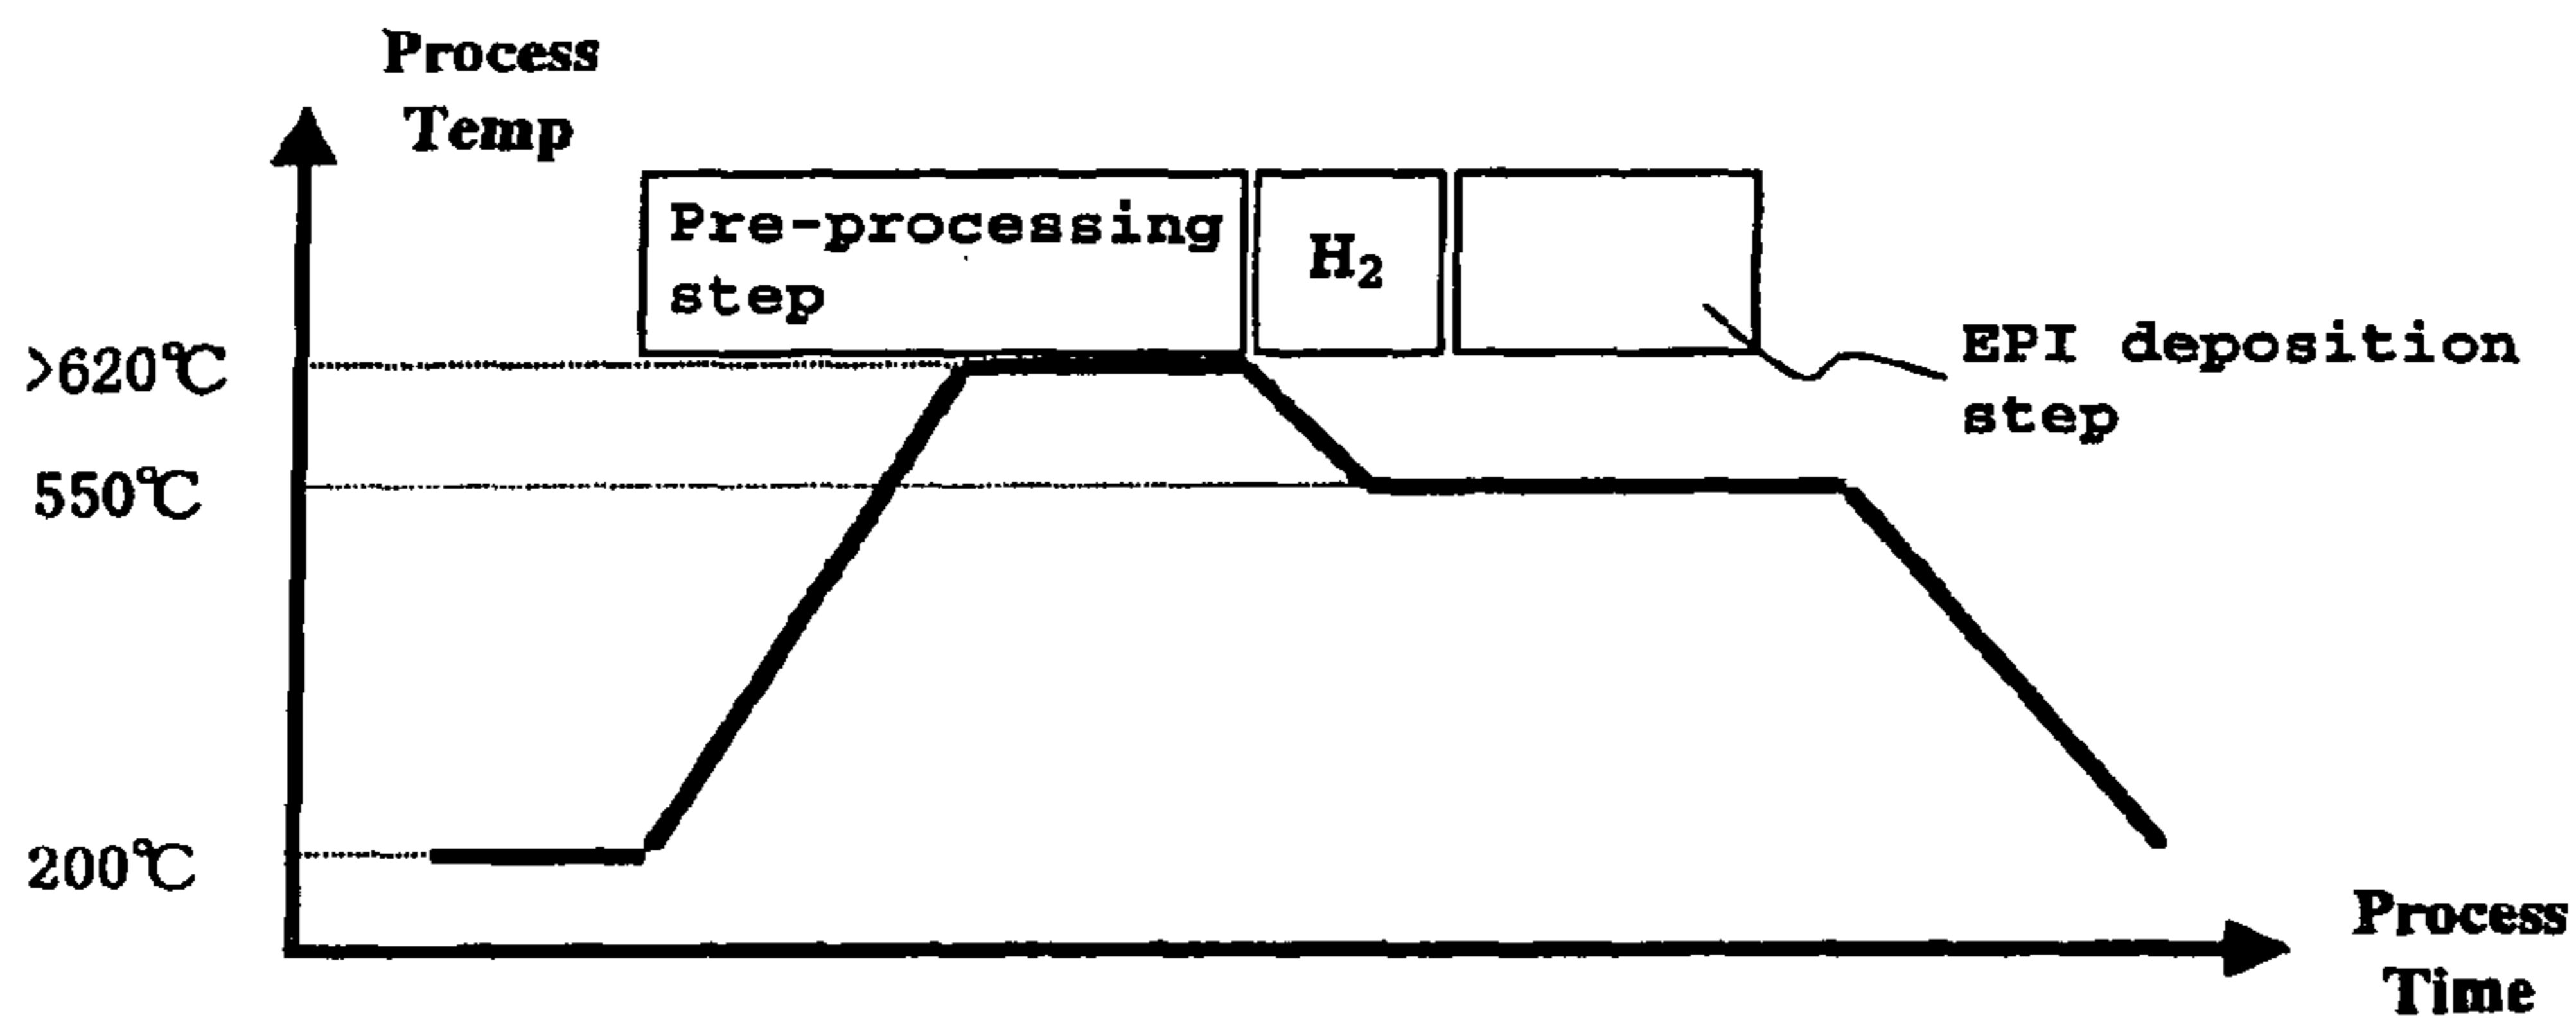 Process
Temp
Pre-processing
step
H₂
EPI deposition
step
>620℃
550℃
200℃
Process
Time